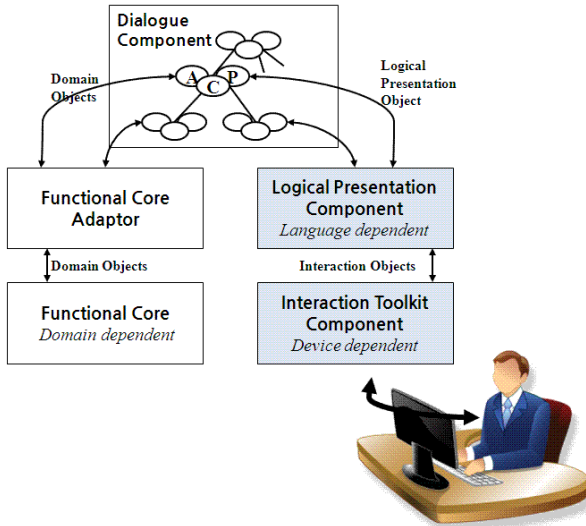 Dialogue
Component
Domain
Objects
A
P
C
Logical
Presentation
Object
Functional Core
Adaptor
Logical Presentation
Component
Language dependent
Domain Objects
Interaction Objects
Functional Core
Domain dependent
Interaction Toolkit
Component
Device dependent